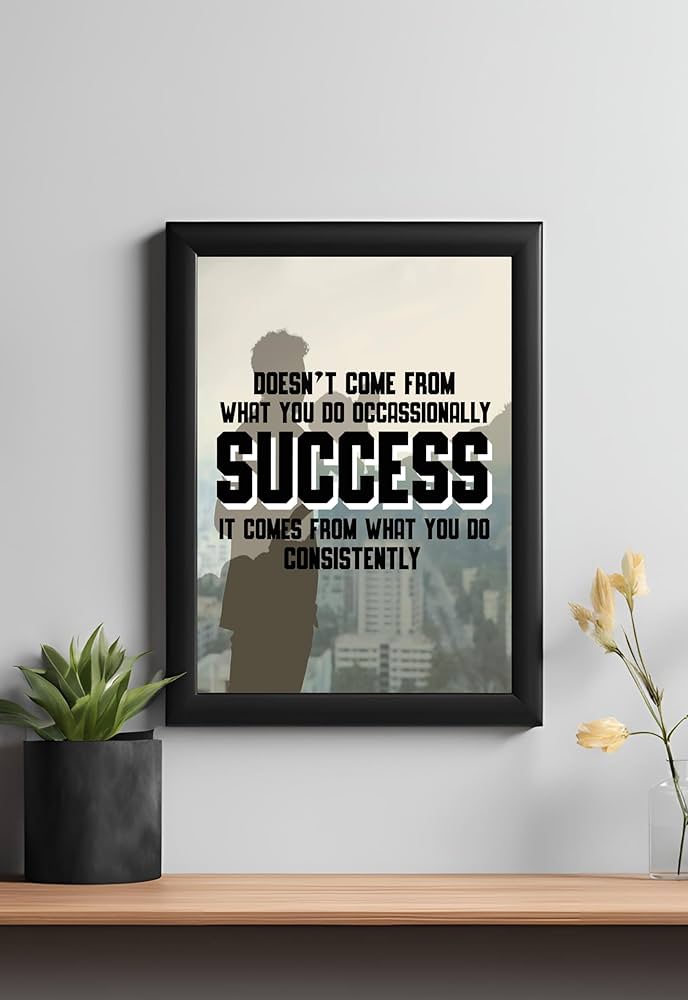 DOESN'T COME FROM
WHAT YOU DO OCCASSIONALLY
SUCCESS
IT COMES FROM WHAT YOU DO
CONSISTENTLY